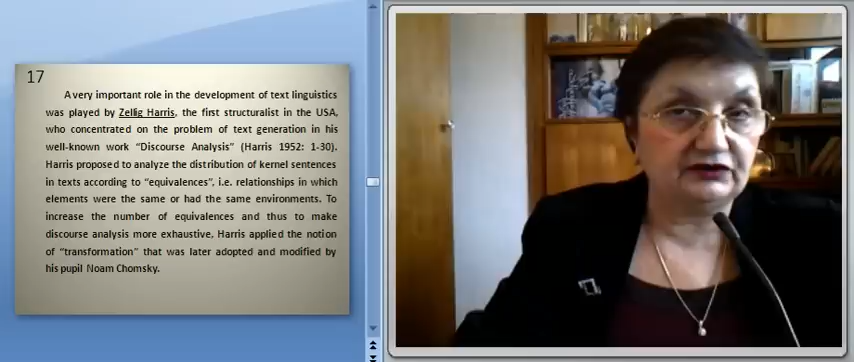 17
A very important role in the development of text linguistics
was played by Zellig Harris, the first structuralist in the USA,
who concentrated on the problem of text generation in his
well-known work “Discourse Analysis” (Harris 1952: 1-30).
Harris proposed to analyze the distribution of kernel sentences
in texts according to “equivalences”, i.e. relationships in which
elements were the same or had the same environments. To
increase the number of equivalences and thus to make
discourse analysis more exhaustive, Harris applied the notion
of “transformation” that was later adopted and modified by
his pupil Noam Chomsky.